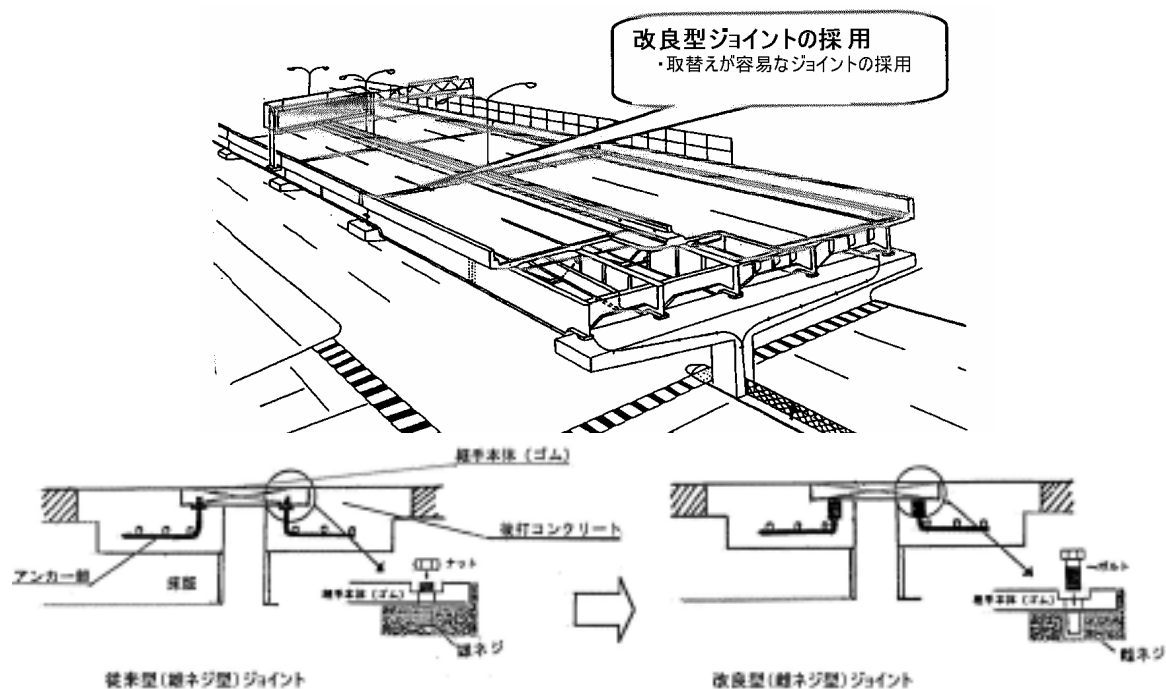 改良型ジョイントの採用
・取替えが容易なジョイントの採用
継手本体（ゴム）
後打コンクリート
アンカー筋
床版
ナット
継手本体（ゴム）
雄ネジ
従来型(雄ネジ型)ジョイント
ボルト
継手本体（ゴム）
雌ネジ
改良型(雌ネジ型)ジョイント